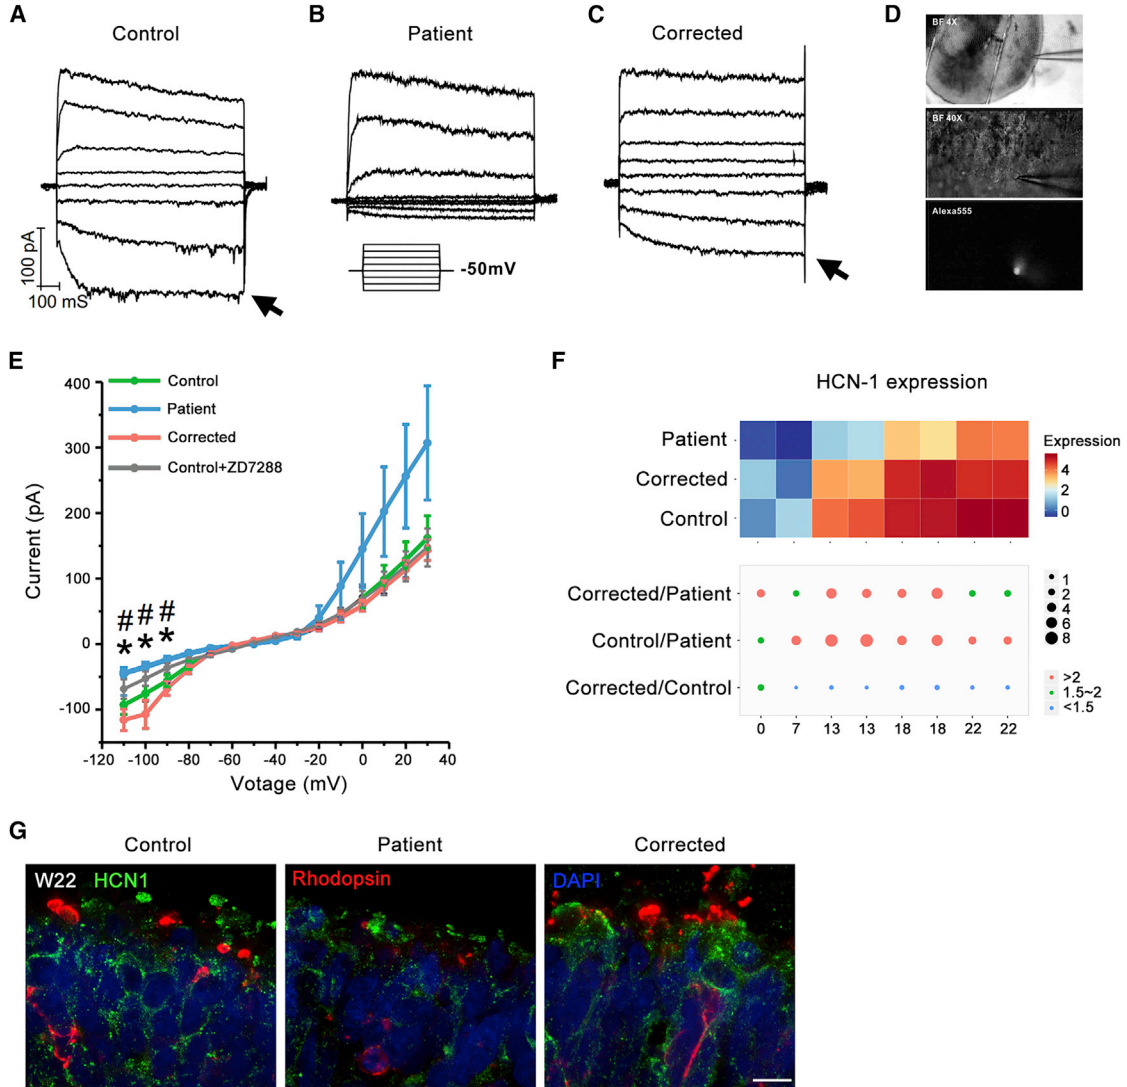 A
Control
B
Patient
C
Corrected
D
BF 4X
BF 40X
Alexa555
100 pA
100 mS
-50mV
E
Control
Patient
Corrected
Control+ZD7288
400
300
200
100
0
-100
Current (pA)
# # #
* * *
-120 -100 -80 -60 -40 -20 0 20 40
Votage (mV)
F
HCN-1 expression
Patient
Corrected
Control
Expression
4
2
0
Corrected/Patient
Control/Patient
Corrected/Control
1
2
4
6
8
>2
1.5~2
<1.5
0 7 13 13 18 18 22 22
G
Control
Patient
Corrected
W22 HCN1
Rhodopsin
DAPI